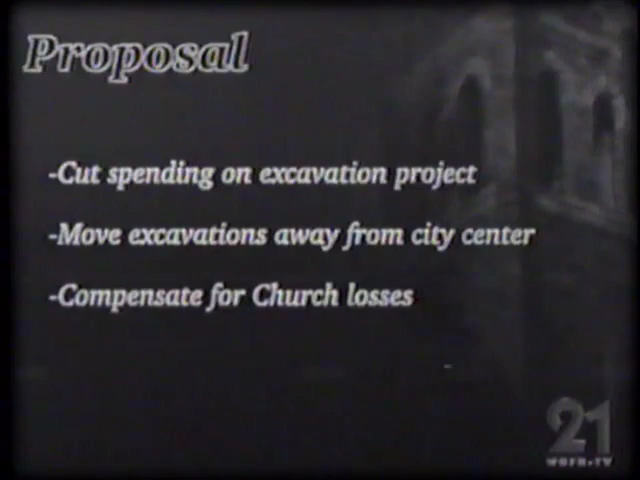 Proposal
-Cut spending on excavation project
-Move excavations away from city center
-Compensate for Church losses
21